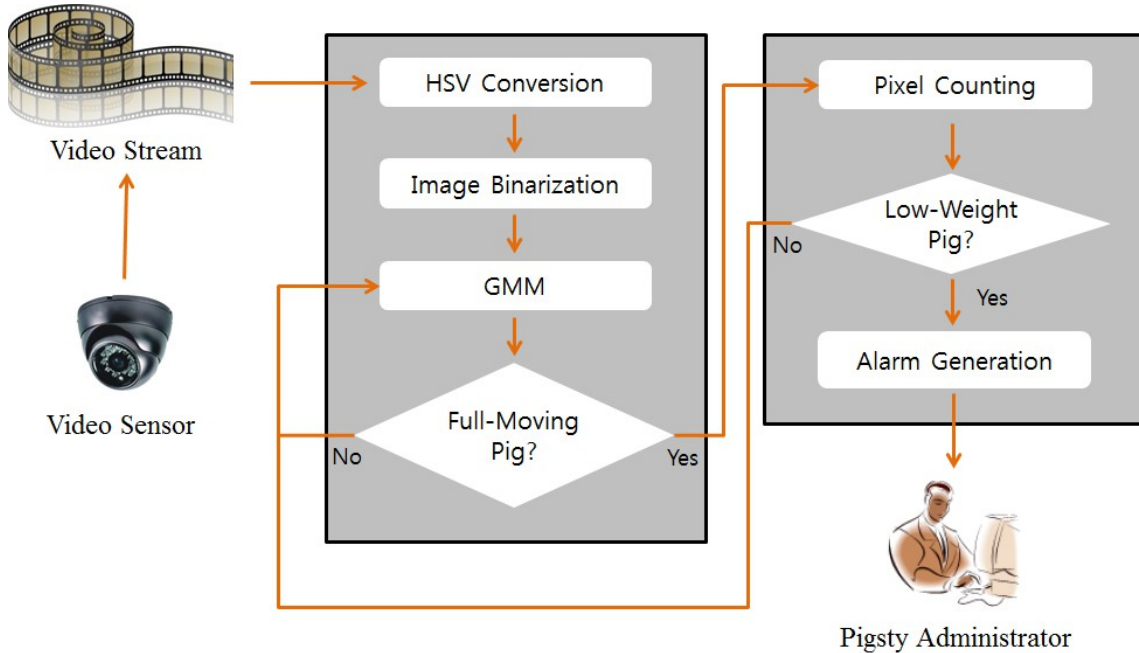 Video Stream
Video Sensor
HSV Conversion
Image Binarization
GMM
Full-Moving
Pig?
No
Yes
Pixel Counting
Low-Weight
Pig?
No
Yes
Alarm Generation
Pigsty Administrator